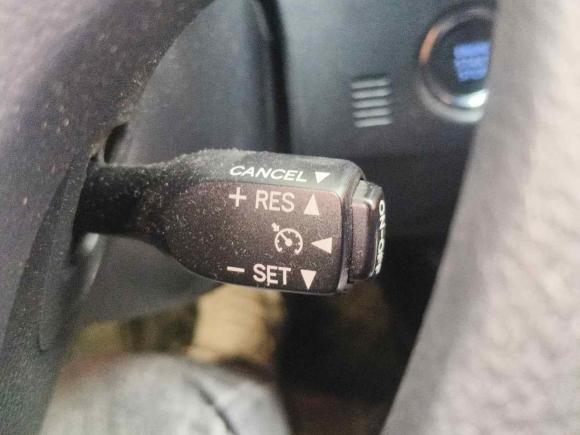 CANCEL ▼
+ RES ▲
◄
− SET ▼
ON-OFF